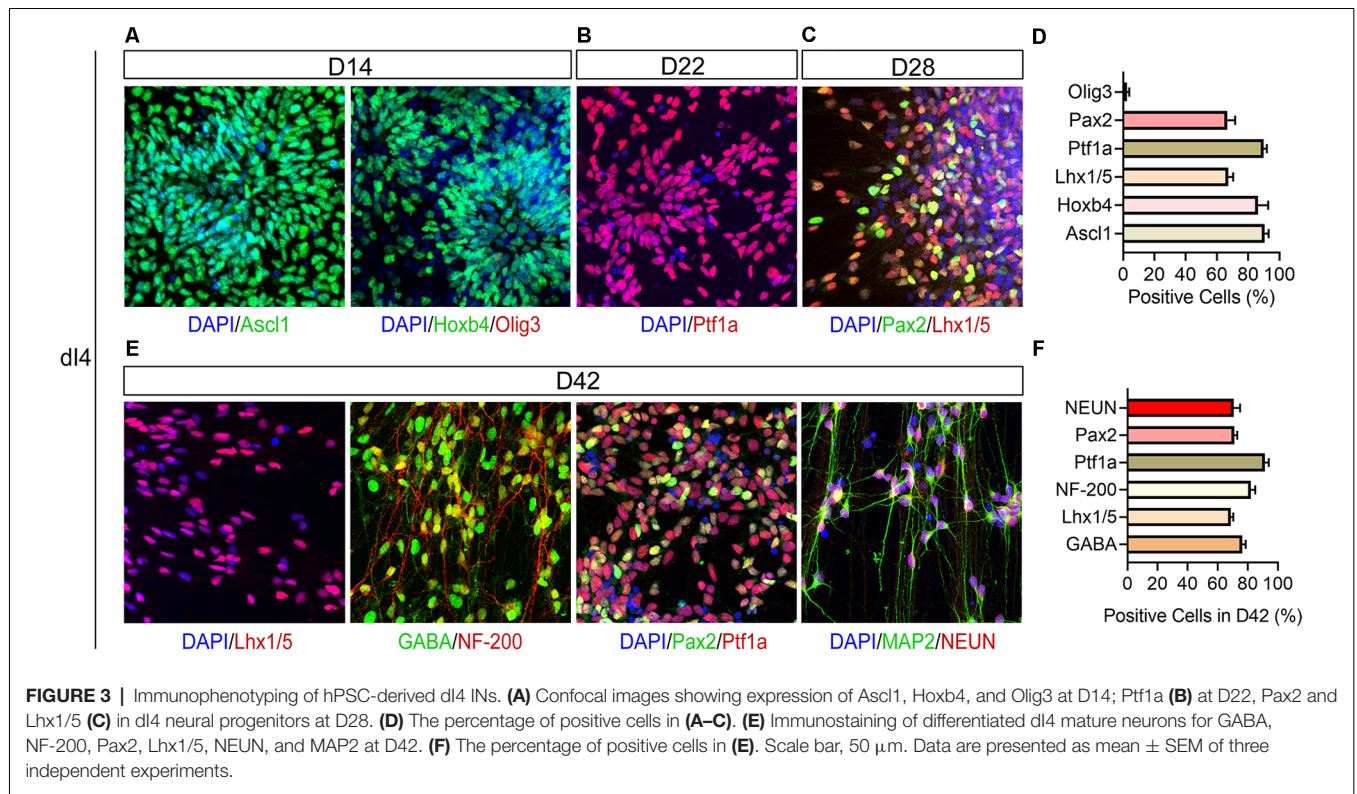 A
B
C
D
D14
D22
D28
Olig3
Pax2
Ptf1a
Lhx1/5
Hoxb4
Ascl1
0 20 40 60 80 100
Positive Cells (%)
DAPI/Ascl1
DAPI/Hoxb4/Olig3
DAPI/Ptf1a
DAPI/Pax2/Lhx1/5
dI4
E
F
D42
NEUN
Pax2
Ptf1a
NF-200
Lhx1/5
GABA
0 20 40 60 80 100
Positive Cells in D42 (%)
DAPI/Lhx1/5
GABA/NF-200
DAPI/Pax2/Ptf1a
DAPI/MAP2/NEUN
FIGURE 3 | Immunophenotyping of hPSC-derived dI4 INs. (A) Confocal images showing expression of Ascl1, Hoxb4, and Olig3 at D14; Ptf1a (B) at D22, Pax2 and
Lhx1/5 (C) in dI4 neural progenitors at D28. (D) The percentage of positive cells in (A–C). (E) Immunostaining of differentiated dI4 mature neurons for GABA,
NF-200, Pax2, Lhx1/5, NEUN, and MAP2 at D42. (F) The percentage of positive cells in (E). Scale bar, 50 μm. Data are presented as mean ± SEM of three
independent experiments.